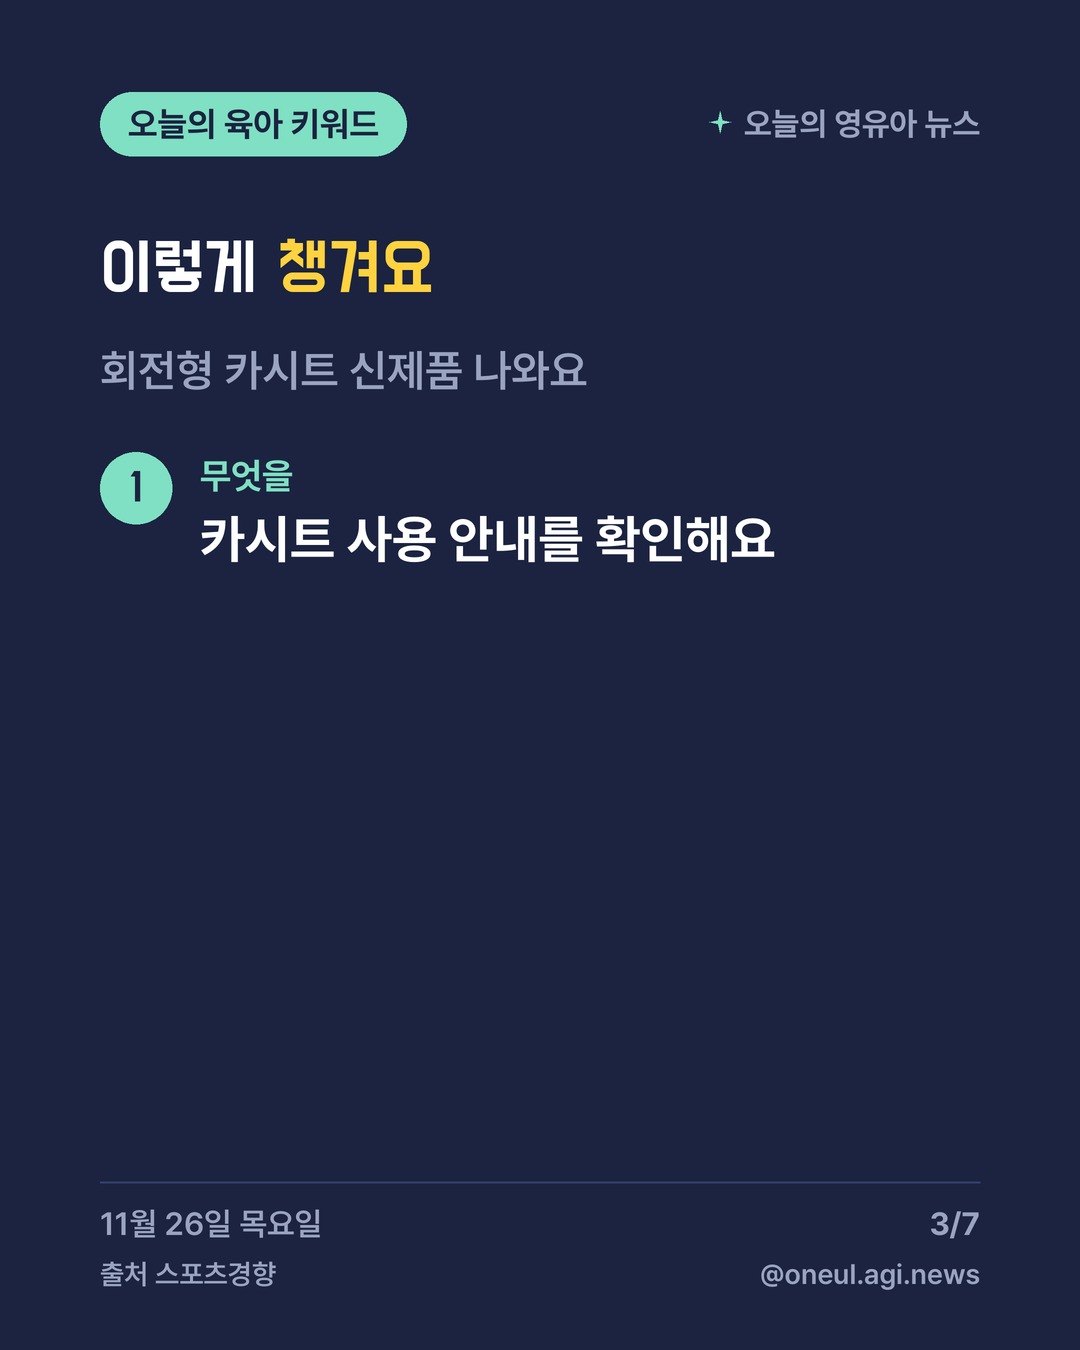 오늘의 육아 키워드
오늘의 영유아 뉴스
이렇게 챙겨요
회전형 카시트 신제품 나와요
1
무엇을
카시트 사용 안내를 확인해요
11월 26일 목요일
3/7
출처 스포츠경향
@oneul.agi.news